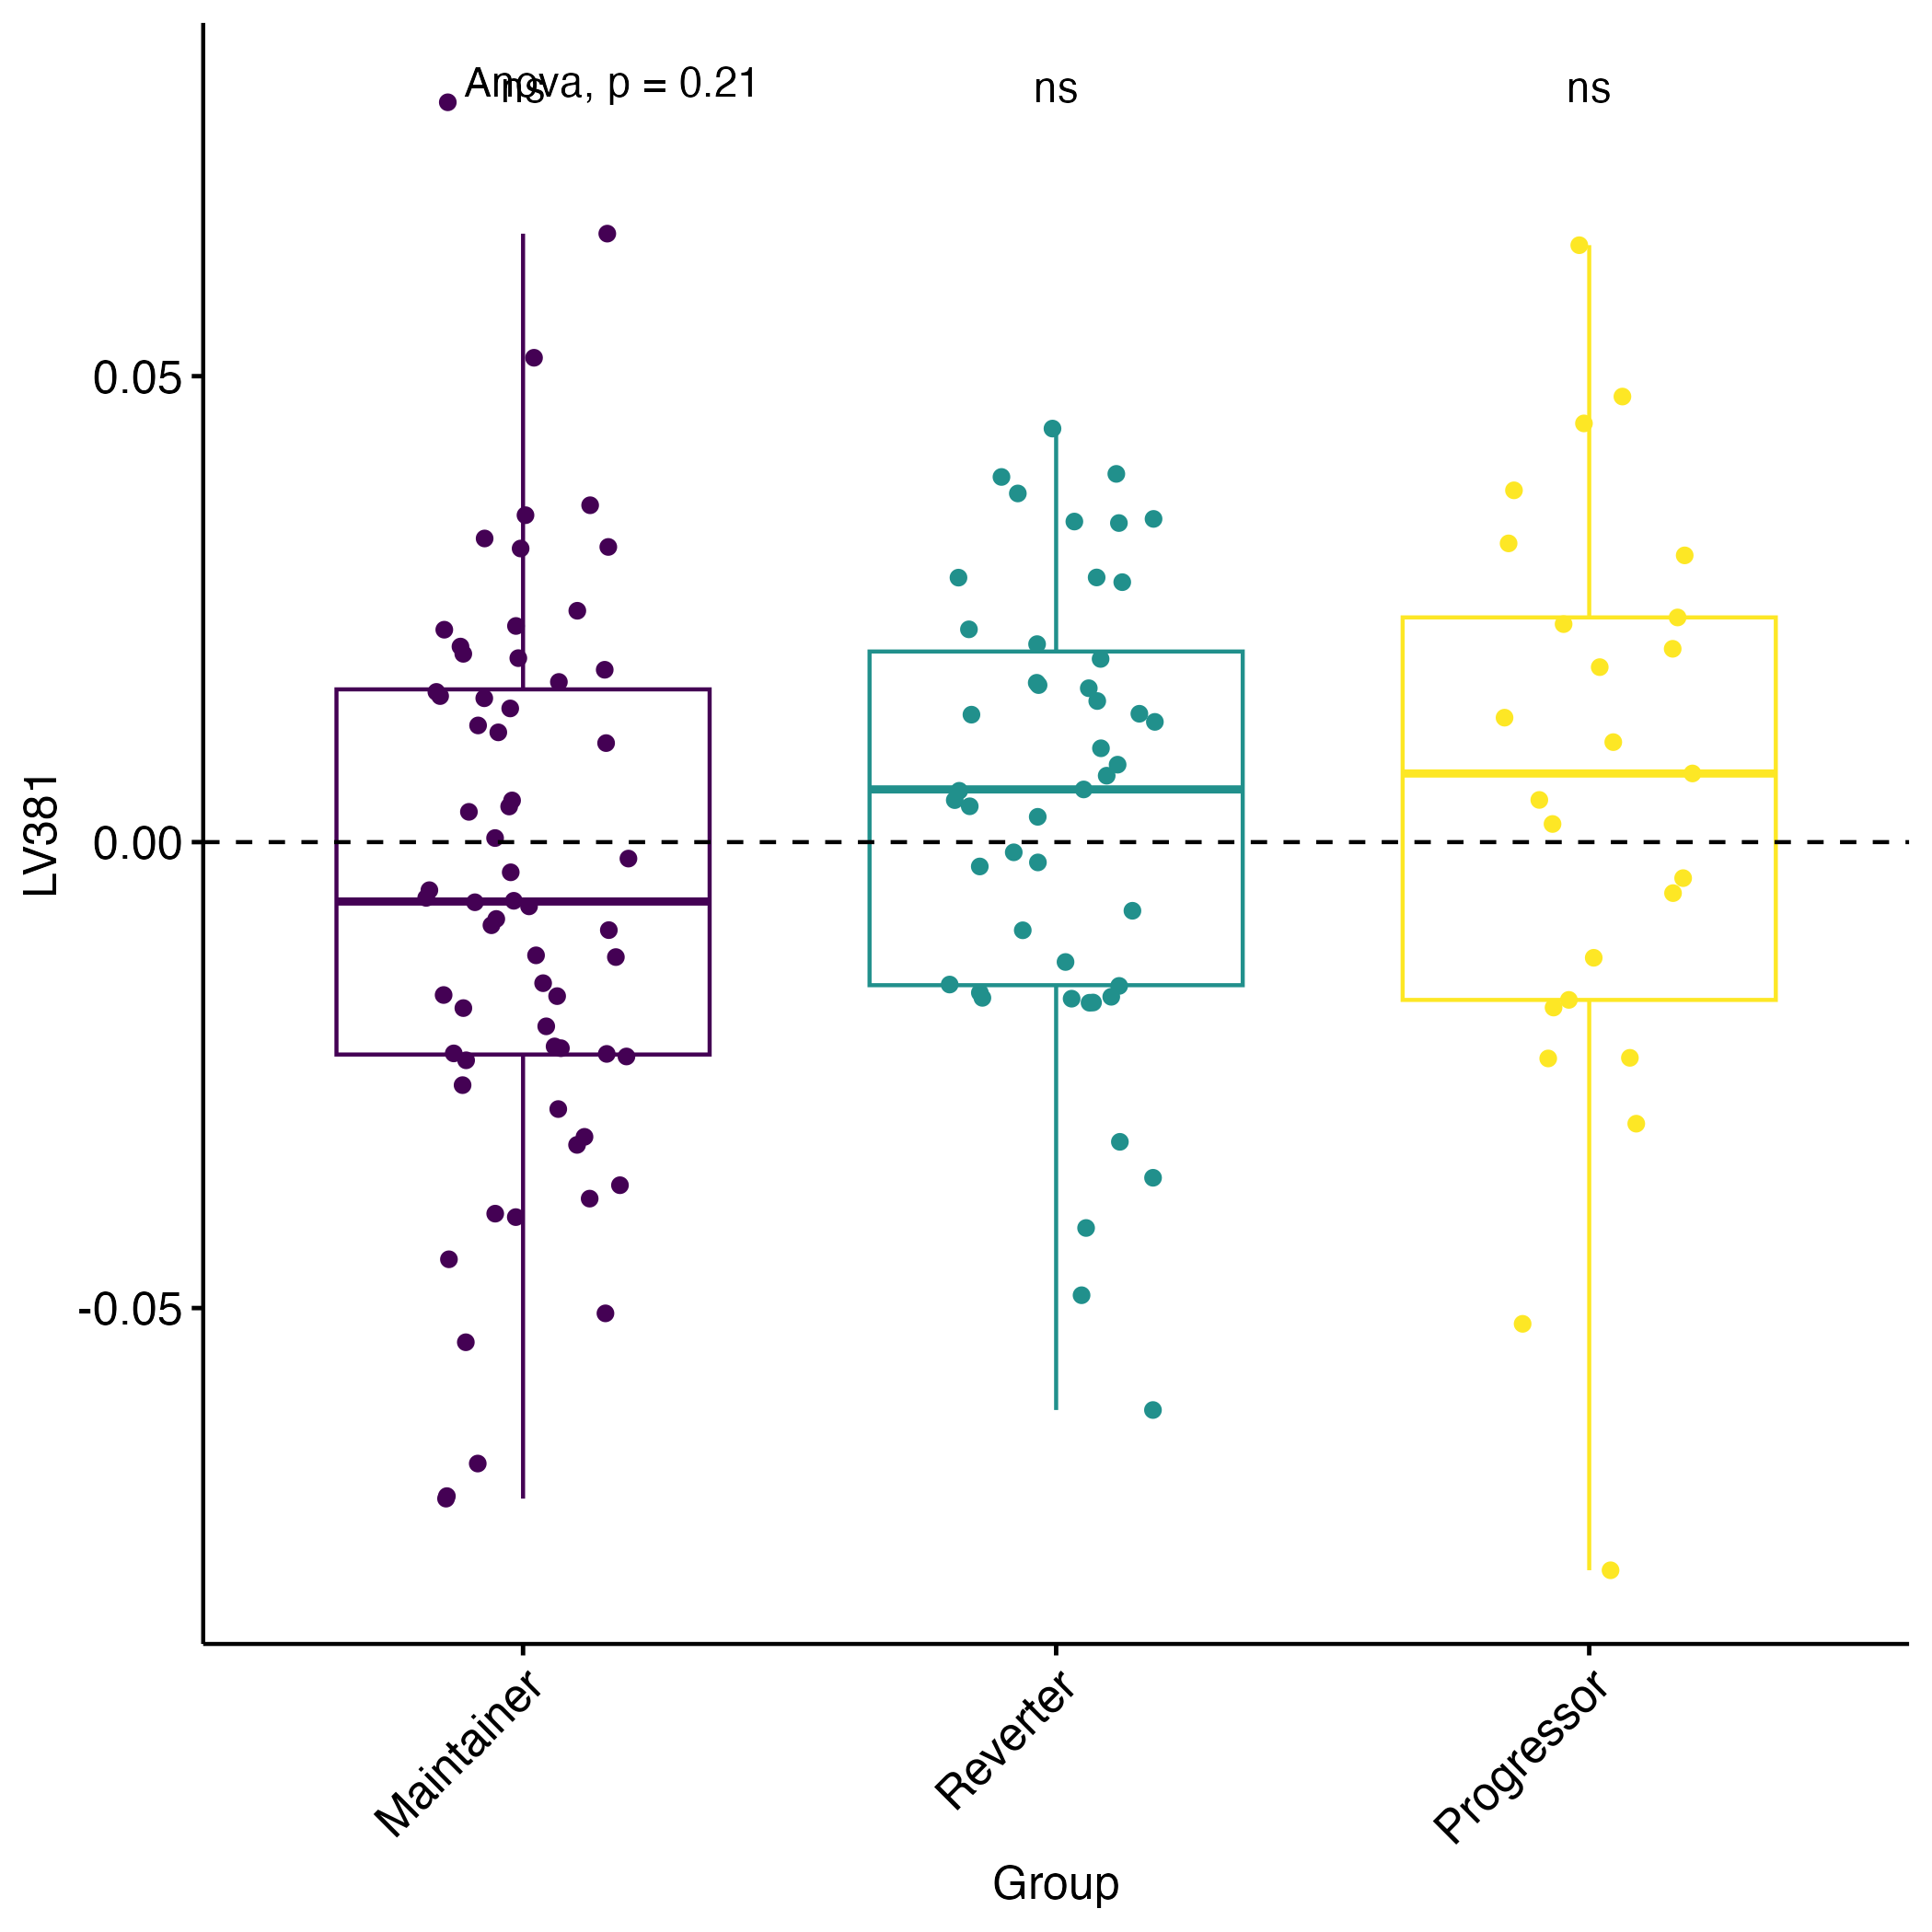 Anova, p = 0.21
ns
ns
ns
0.05
0.00
-0.05
LV381
Maintainer
Reverter
Progressor
Group